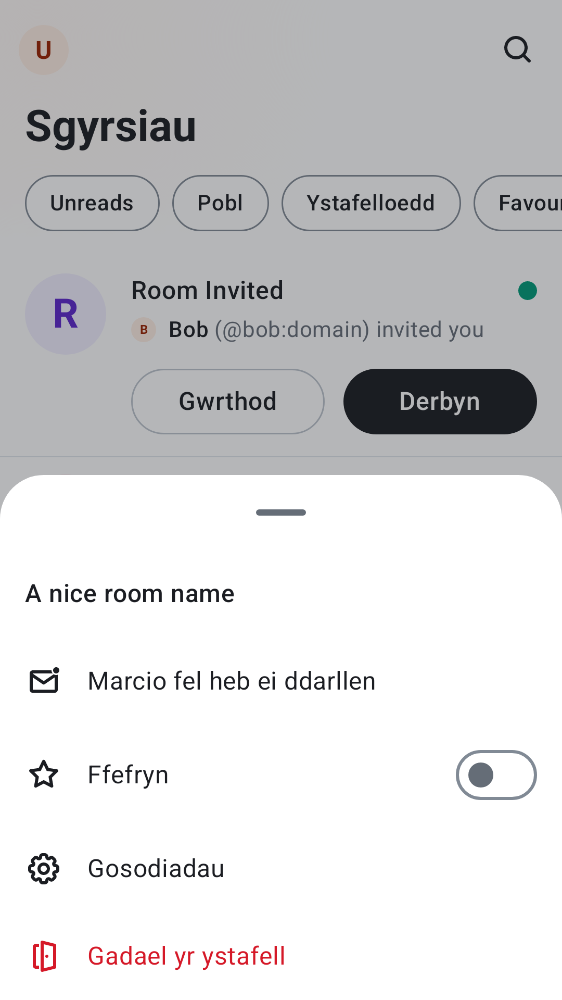 U
Sgyrsiau
Unreads Pobl Ystafelloedd Favou
R
Room Invited
B Bob (@bob:domain) invited you
Gwrthod Derbyn
A nice room name
Marcio fel heb ei ddarllen
Ffefryn
Gosodiadau
Gadael yr ystafell